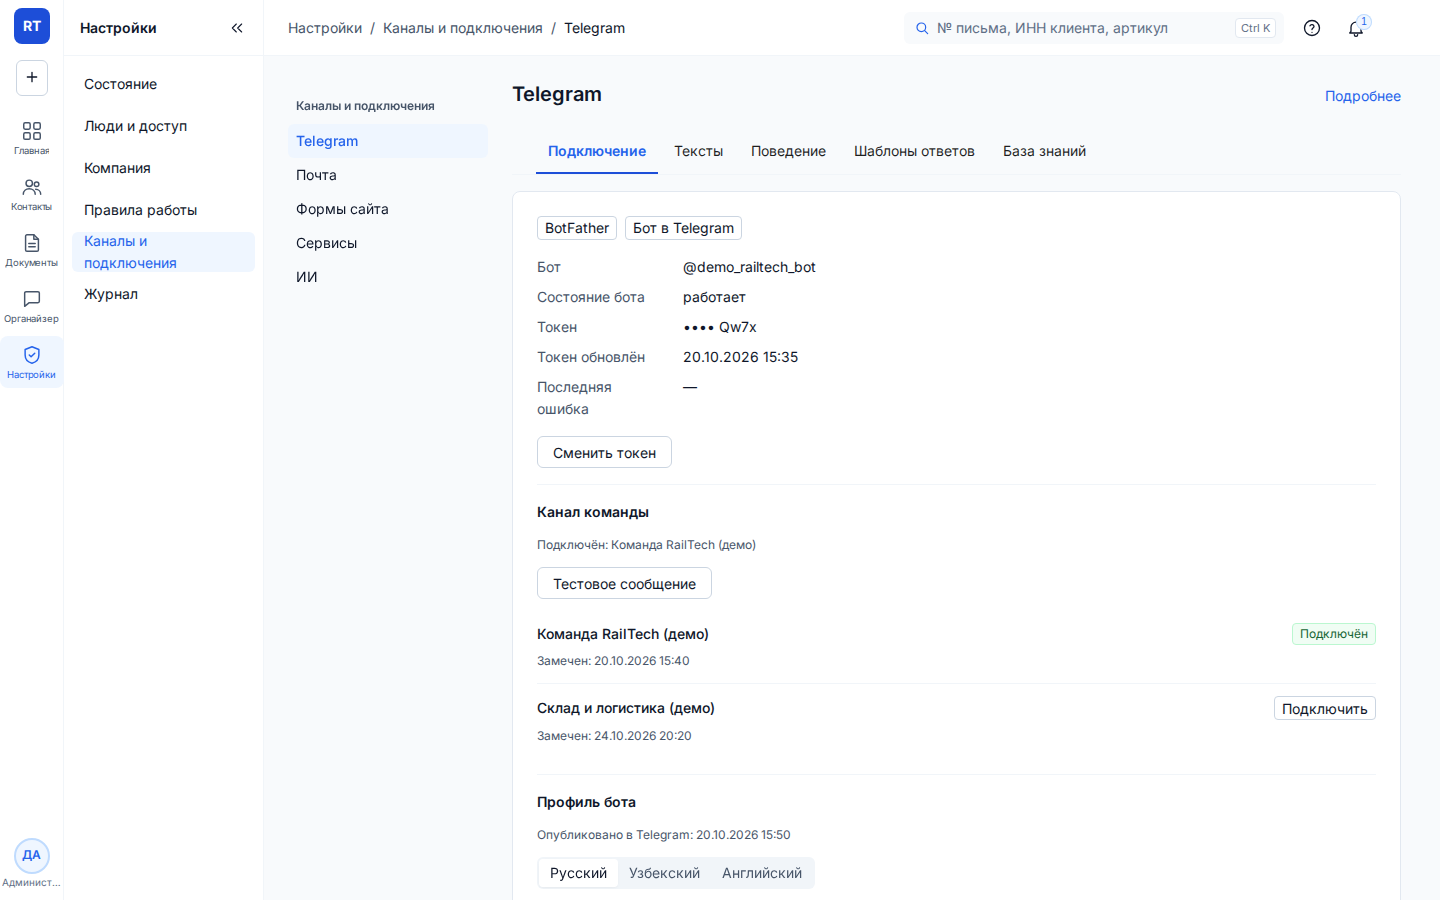 RT
Настройки
Настройки / Каналы и подключения / Telegram
№ письма, ИНН клиента, артикул
Ctrl K
1
Главная
Контакты
Документы
Органайзер
Настройки
ДА
Админист...
Состояние
Люди и доступ
Компания
Правила работы
Каналы и
подключения
Журнал
Каналы и подключения
Telegram
Почта
Формы сайта
Сервисы
ИИ
Telegram
Подробнее
Подключение Тексты Поведение Шаблоны ответов База знаний
BotFather Бот в Telegram
Бот @demo_railtech_bot
Состояние бота работает
Токен •••• Qw7x
Токен обновлён 20.10.2026 15:35
Последняя —
ошибка
Сменить токен
Канал команды
Подключён: Команда RailTech (демо)
Тестовое сообщение
Команда RailTech (демо) Подключён
Замечен: 20.10.2026 15:40
Склад и логистика (демо) Подключить
Замечен: 24.10.2026 20:20
Профиль бота
Опубликовано в Telegram: 20.10.2026 15:50
Русский Узбекский Английский